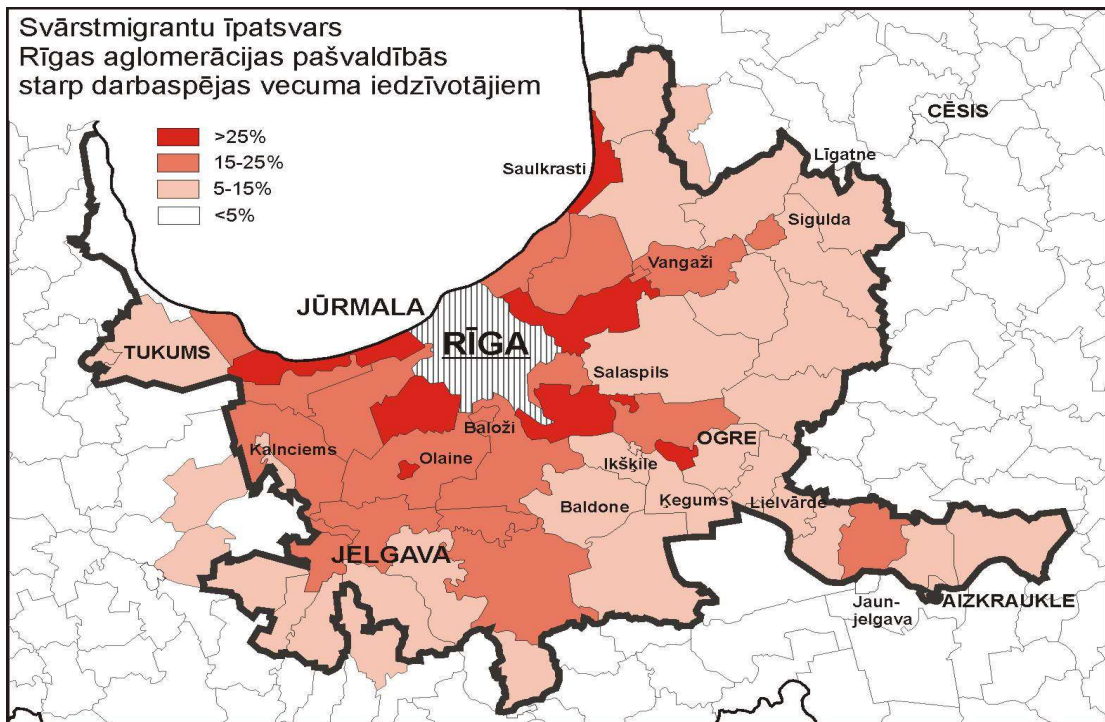 Svārstmigrantu īpatsvars
Rīgas aglomerācijas pašvaldībās
starp darbaspējas vecuma iedzīvotājiem
>25%
15-25%
5-15%
<5%
CĒSIS
Līgatne
Saulkrasti
Sigulda
Vangaži
JŪRMALA
RĪGA
TUKUMS
Salaspils
Baloži
OGRE
Kalnciems
Olaine
Ikšķile
Baldone
Ķegums
Lielvārde
JELGAVA
Jaun-
jelgava
AIZKRAUKLE